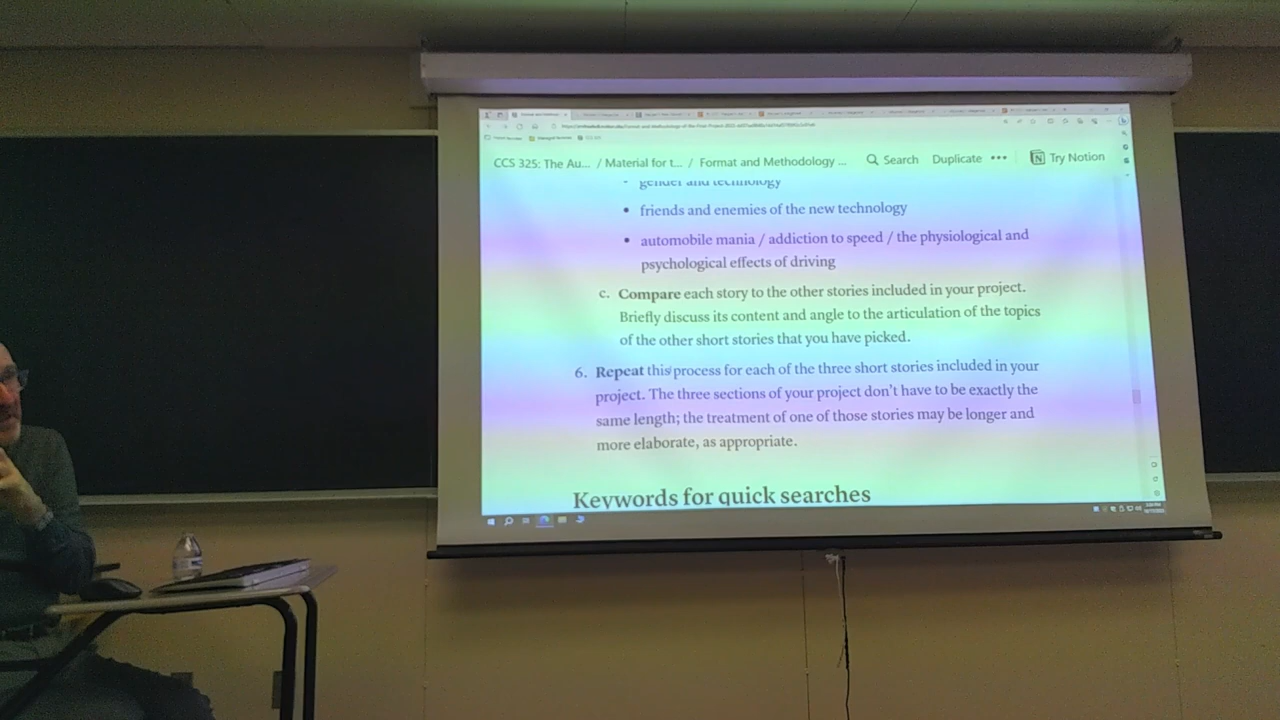 CCS 325: The Au... / Material for t... / Format and Methodology ... Search Duplicate ••• Try Notion
- gender and technology
• friends and enemies of the new technology
• automobile mania / addiction to speed / the physiological and
psychological effects of driving
c. Compare each story to the other stories included in your project.
Briefly discuss its content and angle to the articulation of the topics
of the other short stories that you have picked.
6. Repeat this process for each of the three short stories included in your
project. The three sections of your project don't have to be exactly the
same length; the treatment of one of those stories may be longer and
more elaborate, as appropriate.
Keywords for quick searches